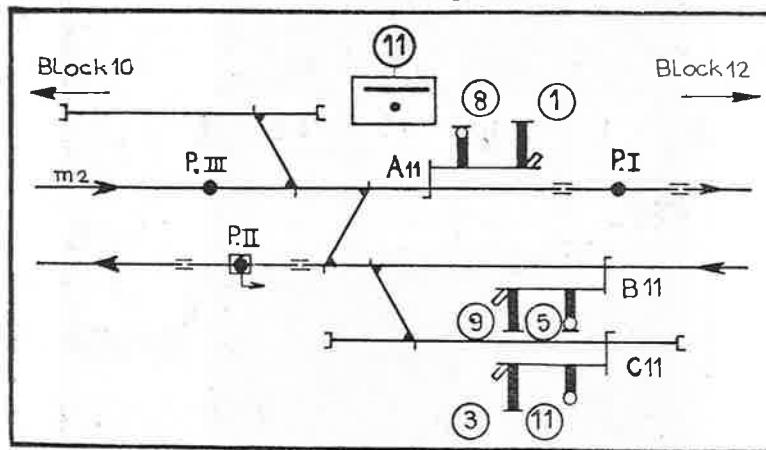 11
BLock 10
BLock 12
8
1
m2
P.III
A11
P.I
P.II
B11
9
5
C11
3
11